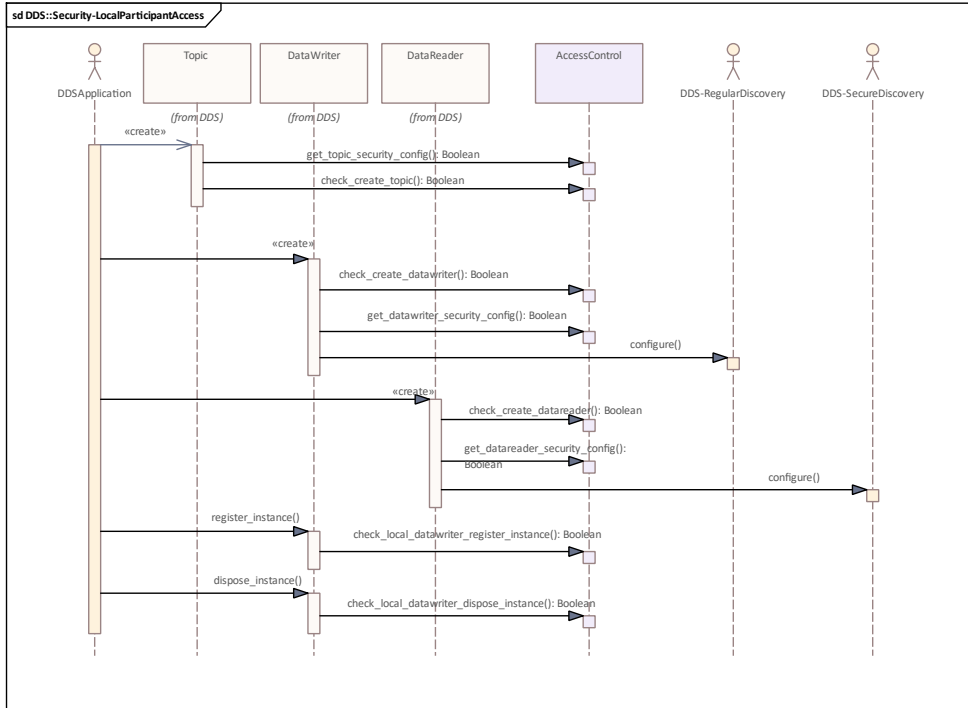 sd DDS::Security-LocalParticipantAccess
Topic
DataWriter
DataReader
AccessControl
DDSApplication
DDS-RegularDiscovery
DDS-SecureDiscovery
(from DDS)
(from DDS)
(from DDS)
«create»
get_topic_security_config(): Boolean
check_create_topic(): Boolean
«create»
check_create_datawriter(): Boolean
get_datawriter_security_config(): Boolean
configure()
«create»
check_create_datareader(): Boolean
get_datareader_security_config():
Boolean
configure()
register_instance()
check_local_datawriter_register_instance(): Boolean
dispose_instance()
check_local_datawriter_dispose_instance(): Boolean